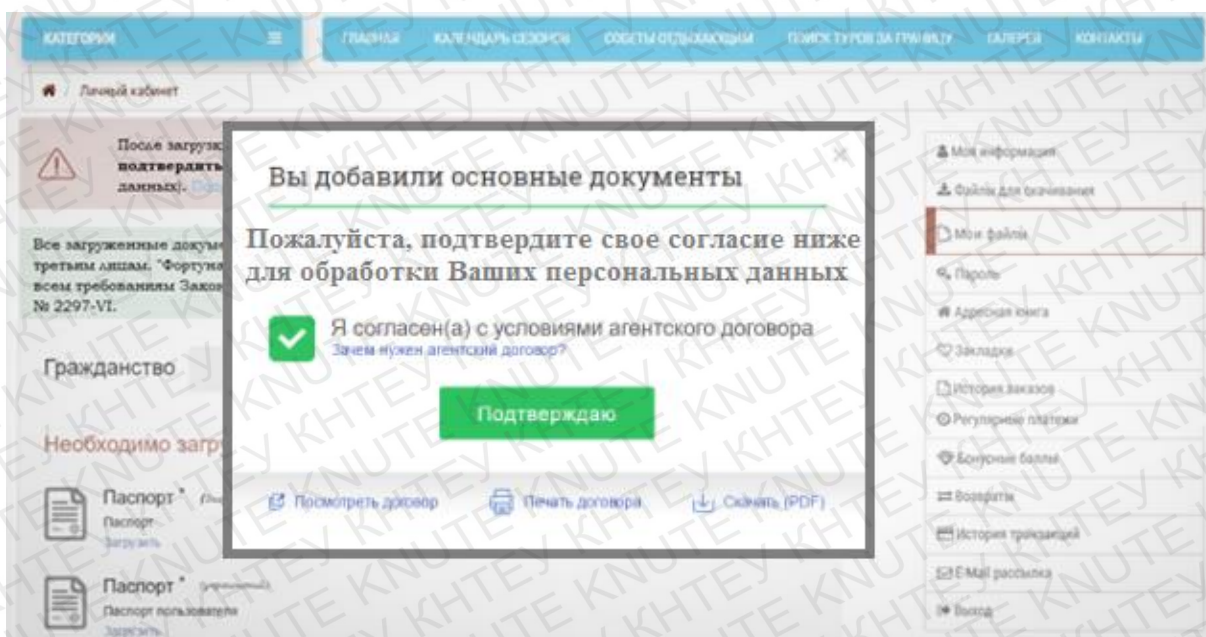 КАТЕГОРИИ
ГЛАВНАЯ КАЛЕНДАРЬ СЕЗОНОВ СОВЕТЫ ОТДЫХАЮЩИМ ПОИСК ТУРОВ ЗА ГРАНИЦУ ГАЛЕРЕЯ КОНТАКТЫ
/ Личный кабинет
После загрузк
подтвердить
данных).
Все загруженные докуме
третьим лицам. "Фортуна
всем требованиям Закон
№ 2297-VI.
Гражданство
Необходимо загр
Паспорт *
Паспорт
Загрузить
Паспорт *
Паспорт пользователя
Загрузить
Вы добавили основные документы
×
Пожалуйста, подтвердите свое согласие ниже
для обработки Ваших персональных данных
Я согласен(а) с условиями агентского договора
Зачем нужен агентский договор?
Подтверждаю
Посмотреть договор
Печать договора
Скачать (PDF)
Моя информация
Файлы для скачивания
Мои файлы
Пароль
Адресная книга
Закладки
История заказов
Регулярные платежи
Бонусные баллы
Возвраты
История транзакций
E-Mail рассылка
Выход
KNUTE KHTEY